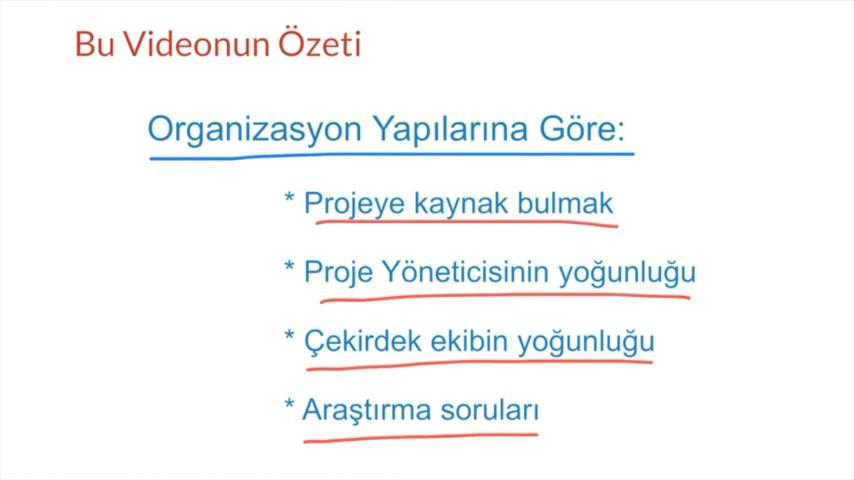 Bu Videonun Özeti
Organizasyon Yapılarına Göre:
* Projeye kaynak bulmak
* Proje Yöneticisinin yoğunluğu
* Çekirdek ekibin yoğunluğu
* Araştırma soruları